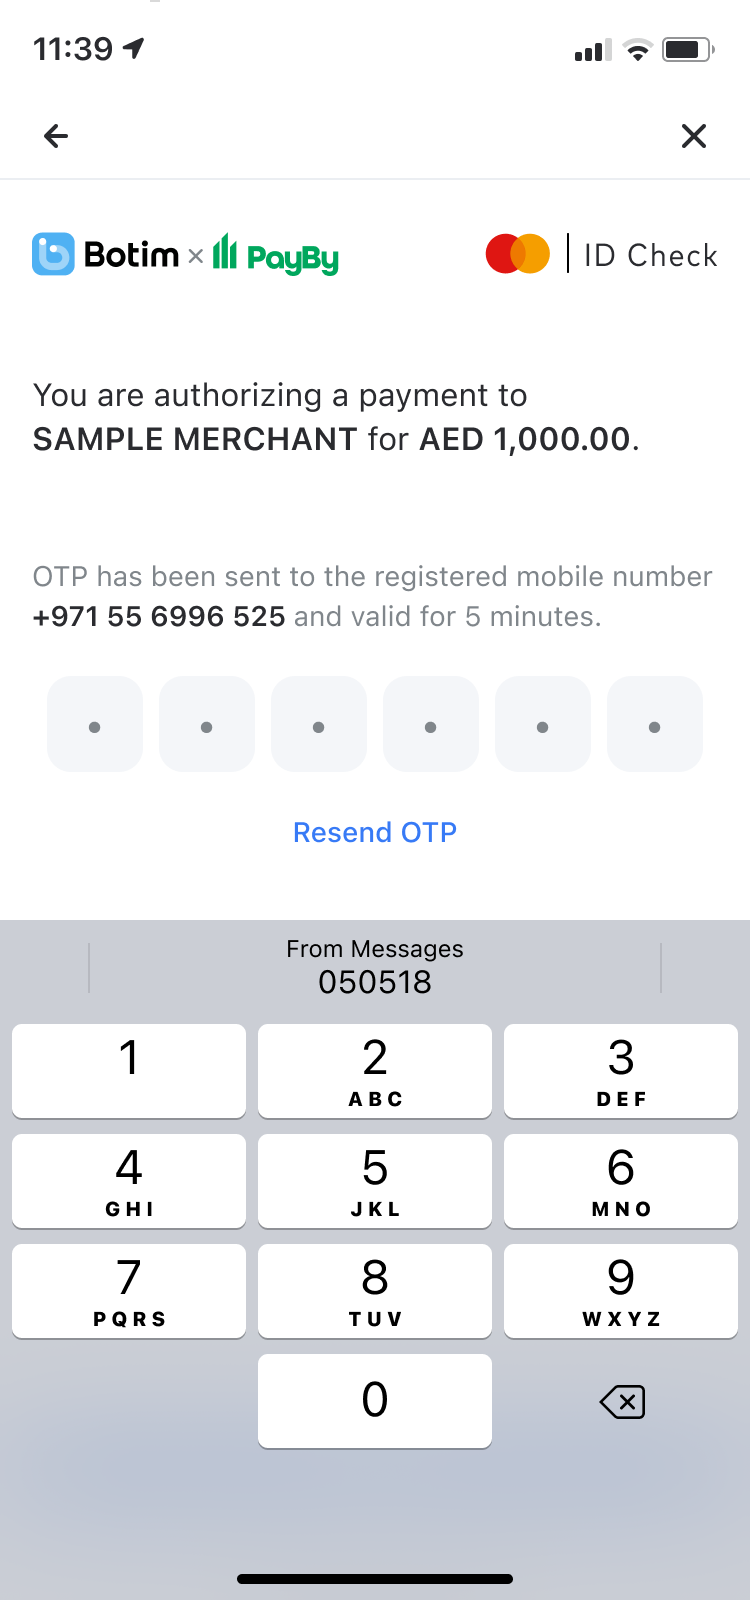 11:39
Botim × PayBy
ID Check
You are authorizing a payment to
SAMPLE MERCHANT for AED 1,000.00.
OTP has been sent to the registered mobile number
+971 55 6996 525 and valid for 5 minutes.
Resend OTP
From Messages
050518
1
2
ABC
3
DEF
4
GHI
5
JKL
6
MNO
7
PQRS
8
TUV
9
WXYZ
0